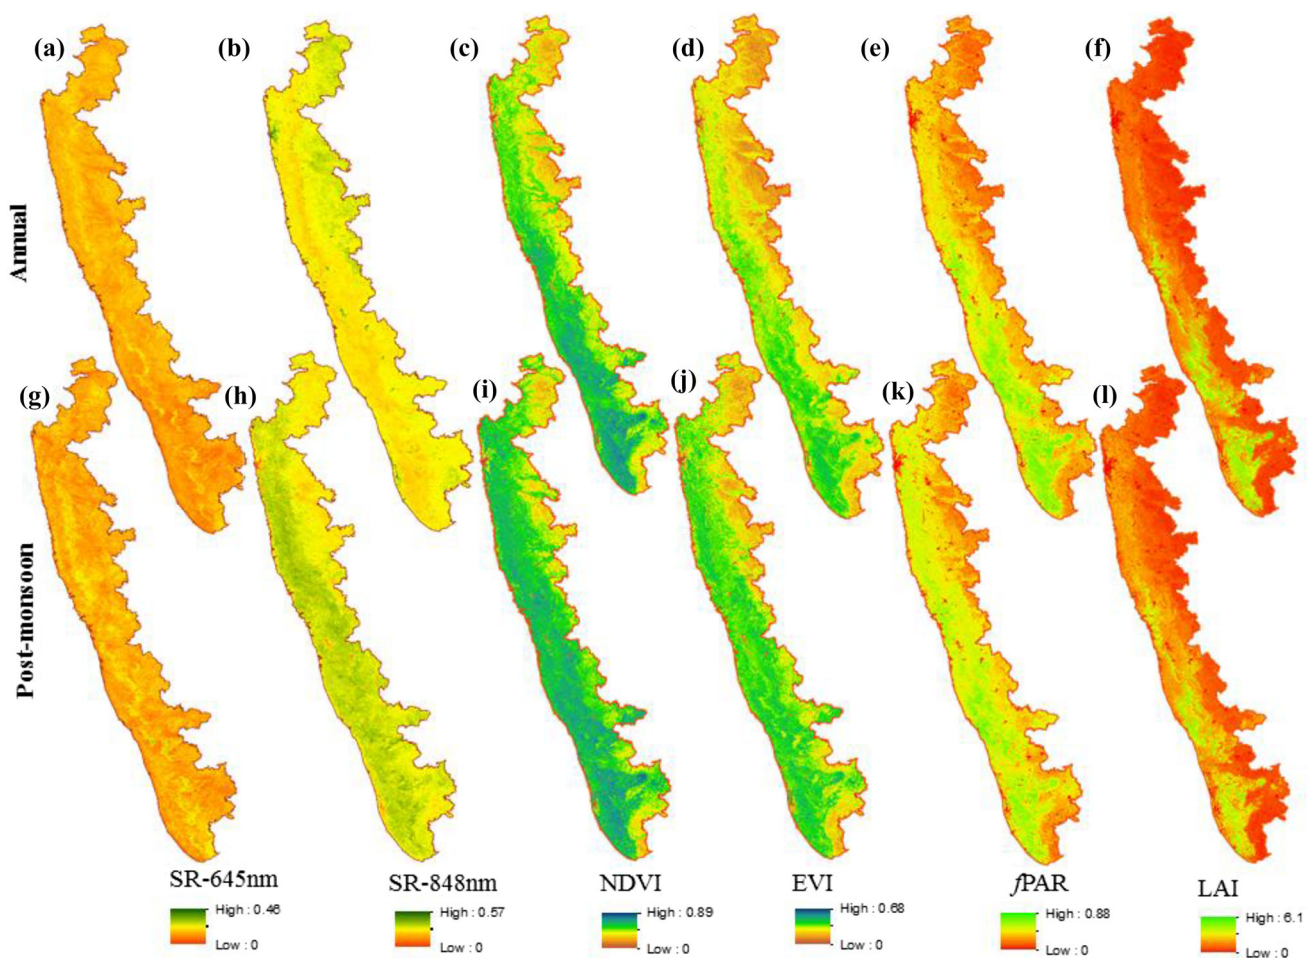 (a)
(b)
(c)
(d)
(e)
(f)
Annual
(g)
(h)
(i)
(j)
(k)
(l)
Post-monsoon
SR-645nm
SR-848nm
NDVI
EVI
fPAR
LAI
High : 0.46
Low : 0
High : 0.57
Low : 0
High : 0.89
Low : 0
High : 0.68
Low : 0
High : 0.88
Low : 0
High : 6.1
Low : 0